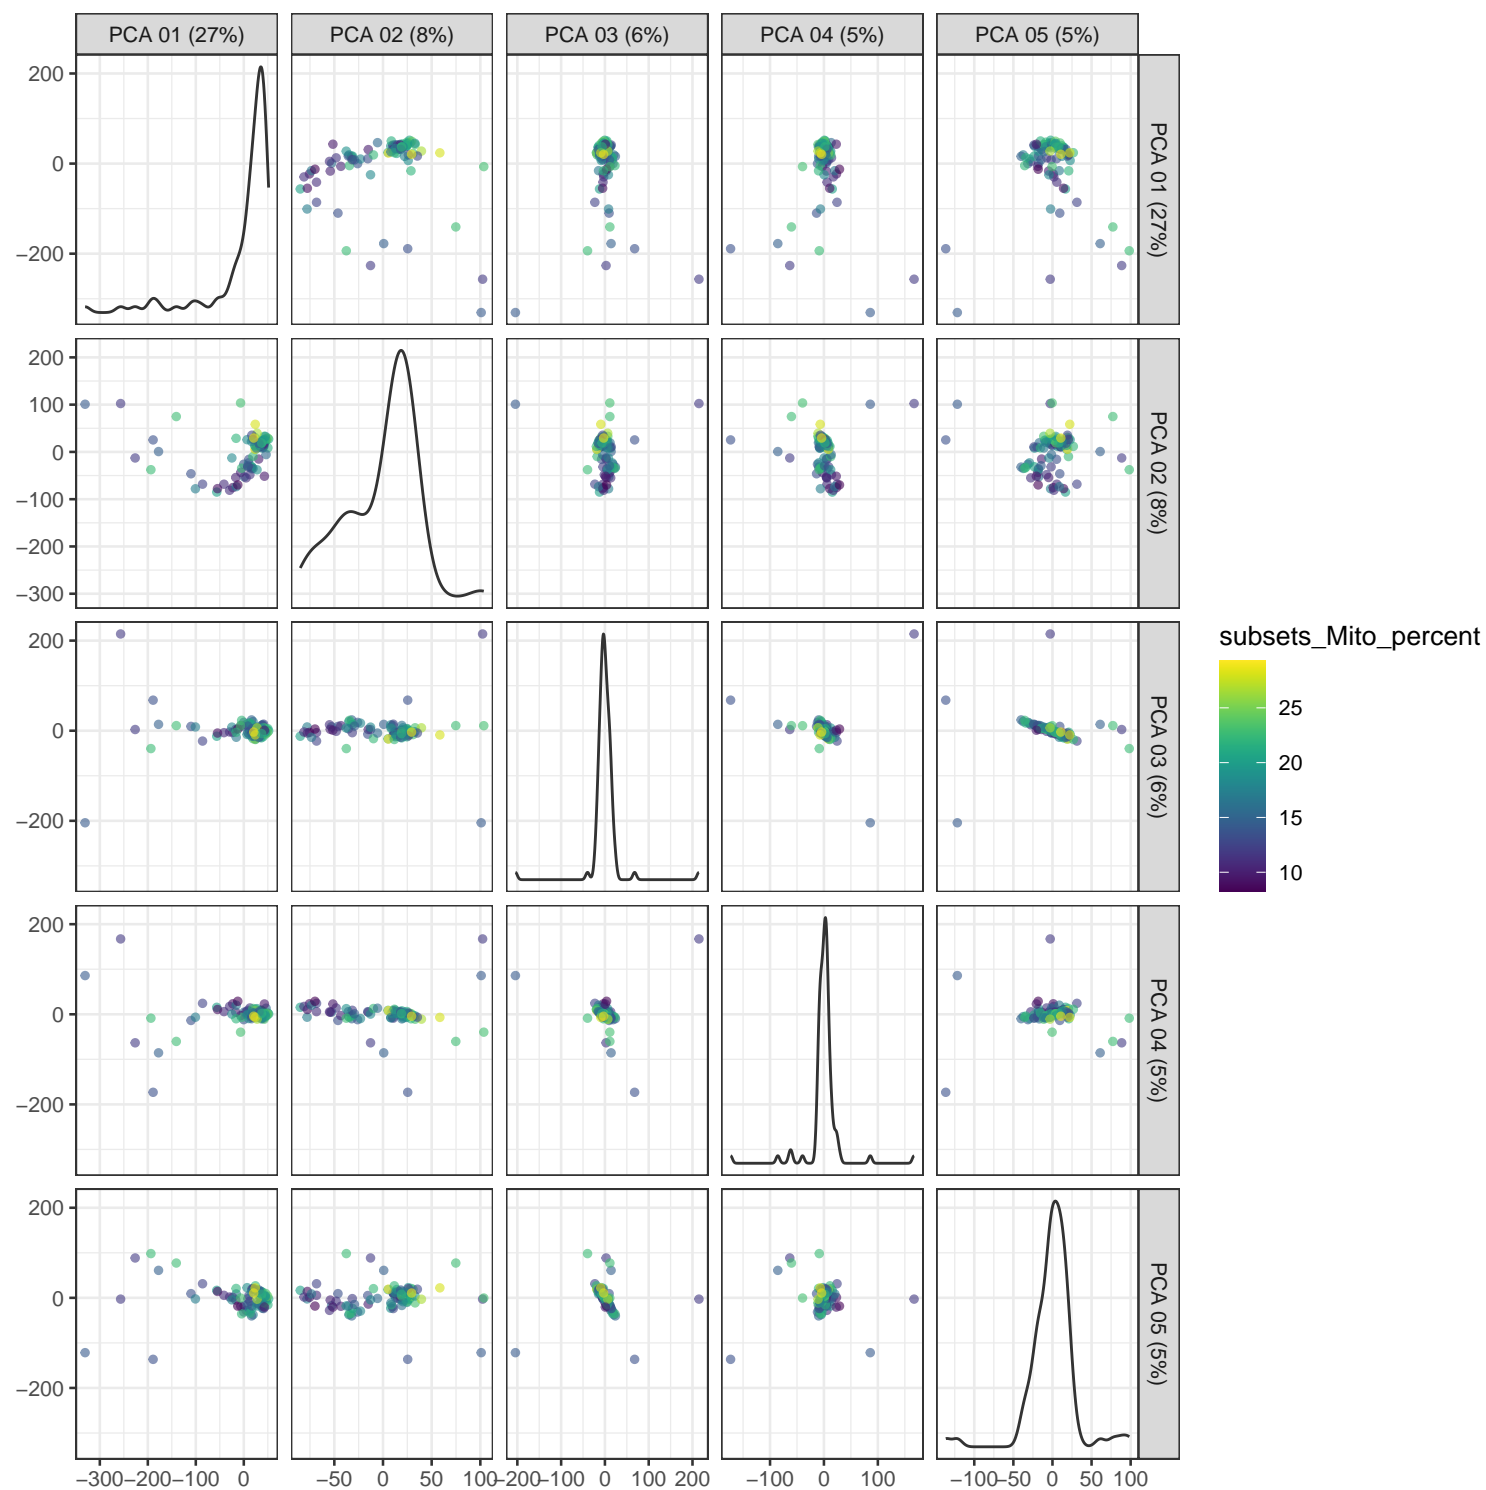 PCA 01 (27%)
PCA 02 (8%)
PCA 03 (6%)
PCA 04 (5%)
PCA 05 (5%)
200
0
−200
PCA 01 (27%)
200
100
0
−100
−200
−300
PCA 02 (8%)
200
0
−200
PCA 03 (6%)
200
0
−200
PCA 04 (5%)
200
0
−200
PCA 05 (5%)
−300 −200 −100 0
−50 0 50 100
−200 −100 0 100 200
−100 0 100
−100 −50 0 50 100
subsets_Mito_percent
25
20
15
10